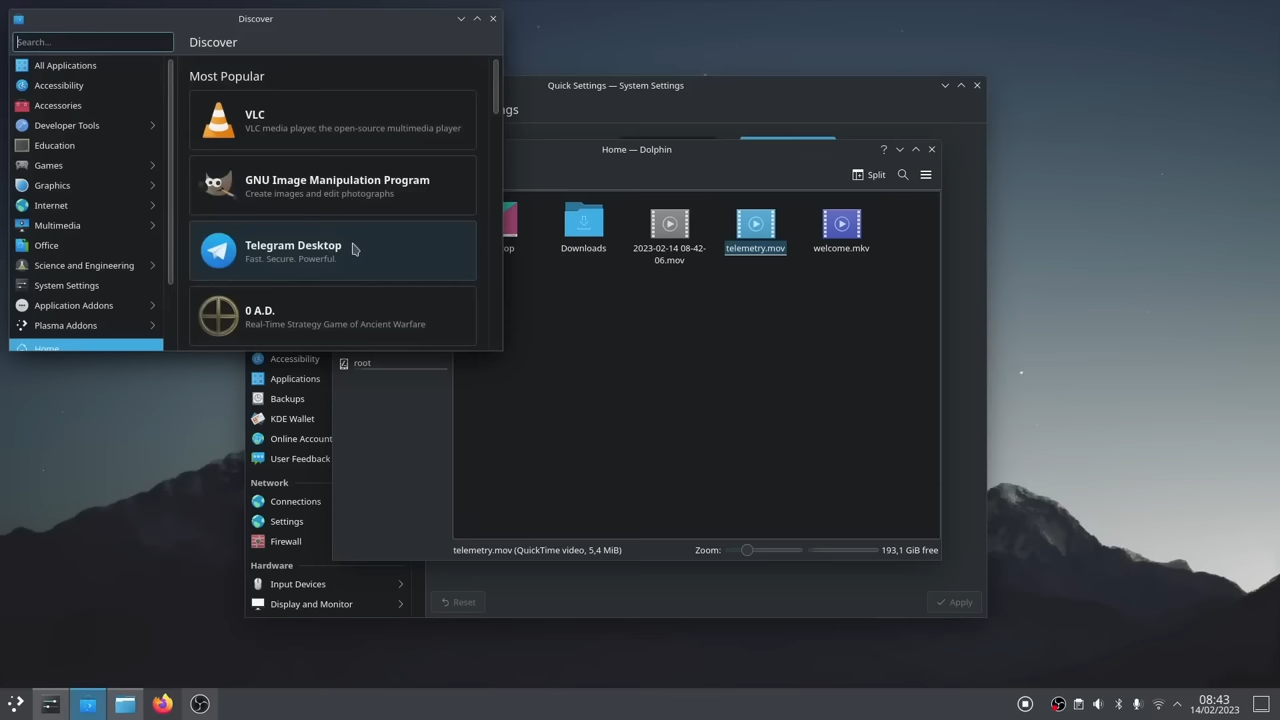 Discover
Search...
Discover
All Applications
Accessibility
Accessories
Developer Tools
Education
Games
Graphics
Internet
Multimedia
Office
Science and Engineering
System Settings
Application Addons
Plasma Addons
Home
Most Popular
VLC
VLC media player, the open-source multimedia player
GNU Image Manipulation Program
Create images and edit photographs
Telegram Desktop
Fast. Secure. Powerful.
0 A.D.
Real-Time Strategy Game of Ancient Warfare
Quick Settings — System Settings
ngs
Accessibility
Applications
Backups
KDE Wallet
Online Account
User Feedback
Network
Connections
Settings
Firewall
Hardware
Input Devices
Display and Monitor
Reset
Apply
Home — Dolphin
?
Split
root
top
Downloads
2023-02-14 08-42-
06.mov
telemetry.mov
welcome.mkv
telemetry.mov (QuickTime video, 5,4 MiB)
Zoom:
193,1 GiB free
08:43
14/02/2023